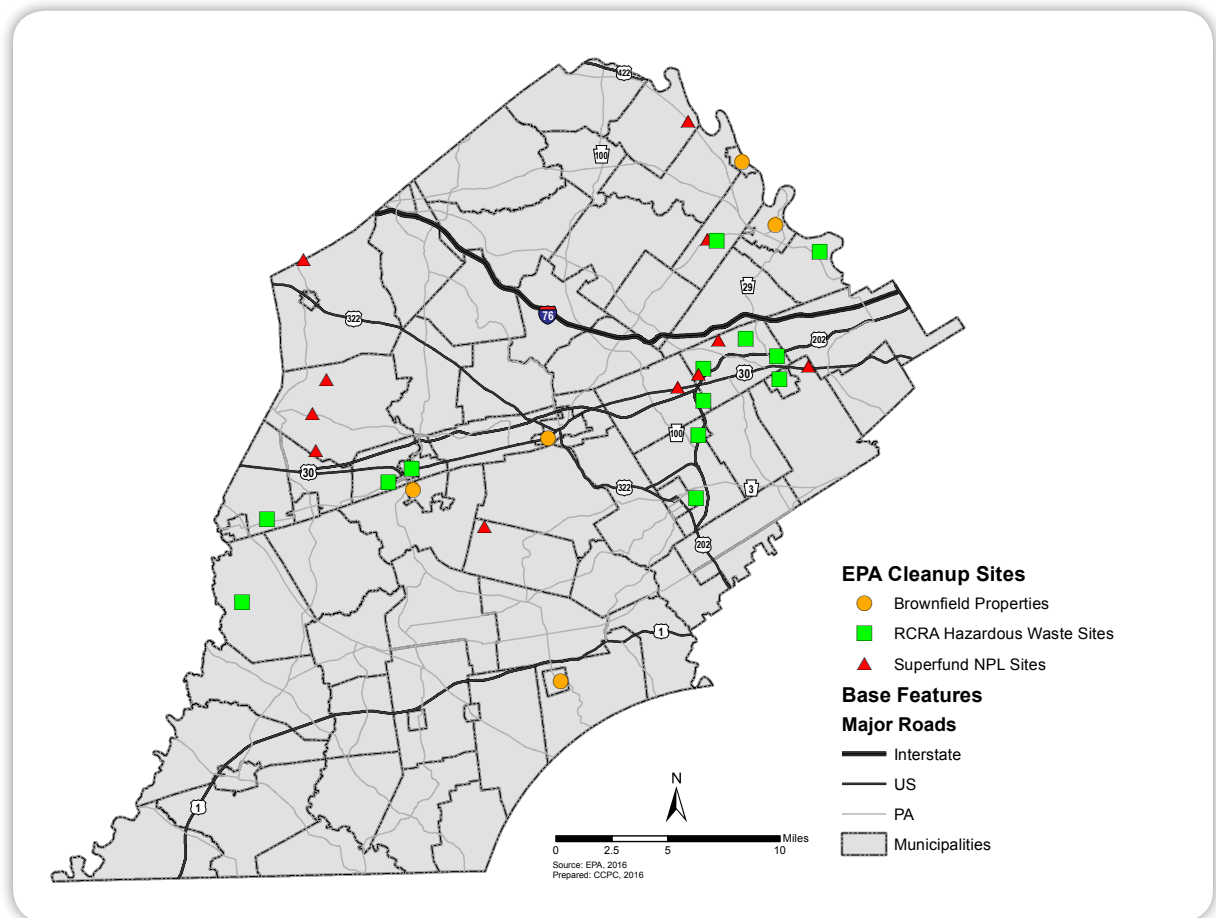 422
100
29
322
76
202
30
100
30
322
3
202
1
1
EPA Cleanup Sites
Brownfield Properties
RCRA Hazardous Waste Sites
Superfund NPL Sites
Base Features
Major Roads
Interstate
US
PA
Municipalities
N
Miles
0 2.5 5 10
Source: EPA, 2016
Prepared: CCPC, 2016